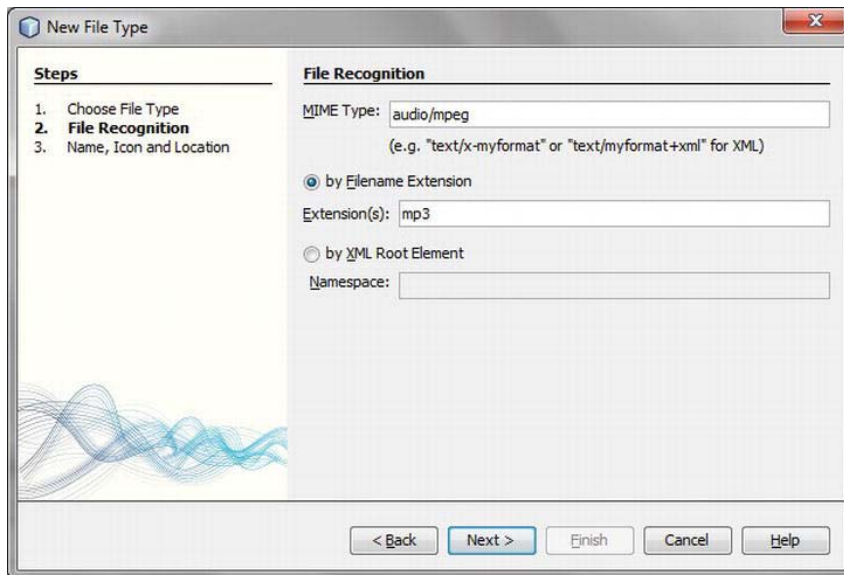 New File Type
Steps
1. Choose File Type
2. File Recognition
3. Name, Icon and Location
File Recognition
MIME Type: audio/mpeg
(e.g. "text/x-myformat" or "text/myformat+xml" for XML)
by Filename Extension
Extension(s): mp3
by XML Root Element
Namespace:
< Back
Next >
Finish
Cancel
Help